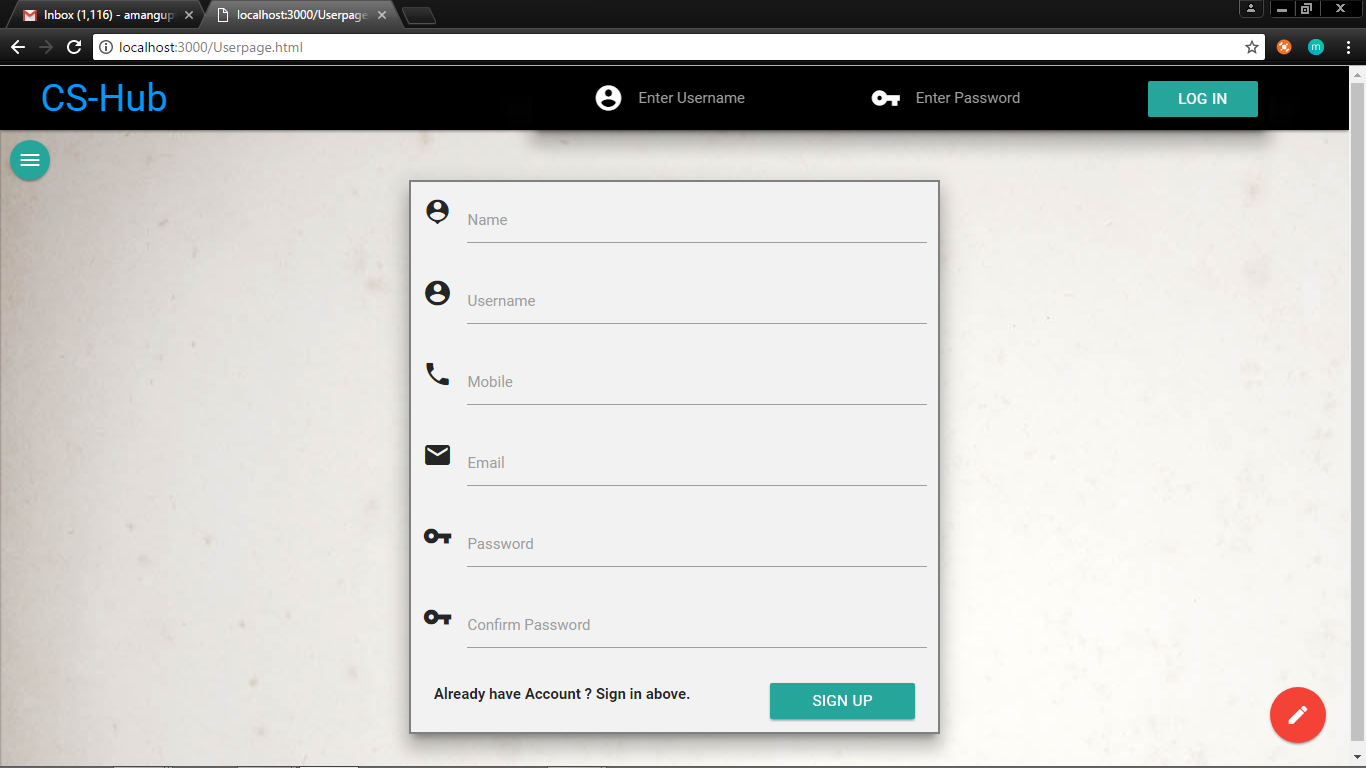 Inbox (1,116) - amangup
localhost:3000/Userpage
localhost:3000/Userpage.html
m
CS-Hub
Enter Username
Enter Password
LOG IN
Name
Username
Mobile
Email
Password
Confirm Password
Already have Account ? Sign in above.
SIGN UP